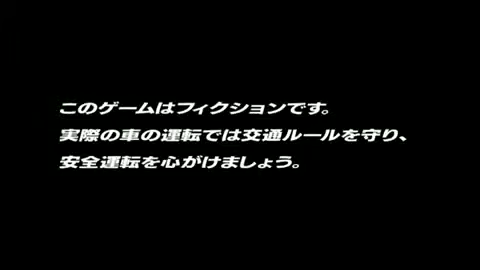 このゲームはフィクションです。
実際の車の運転では交通ルールを守り、
安全運転を心がけましょう。